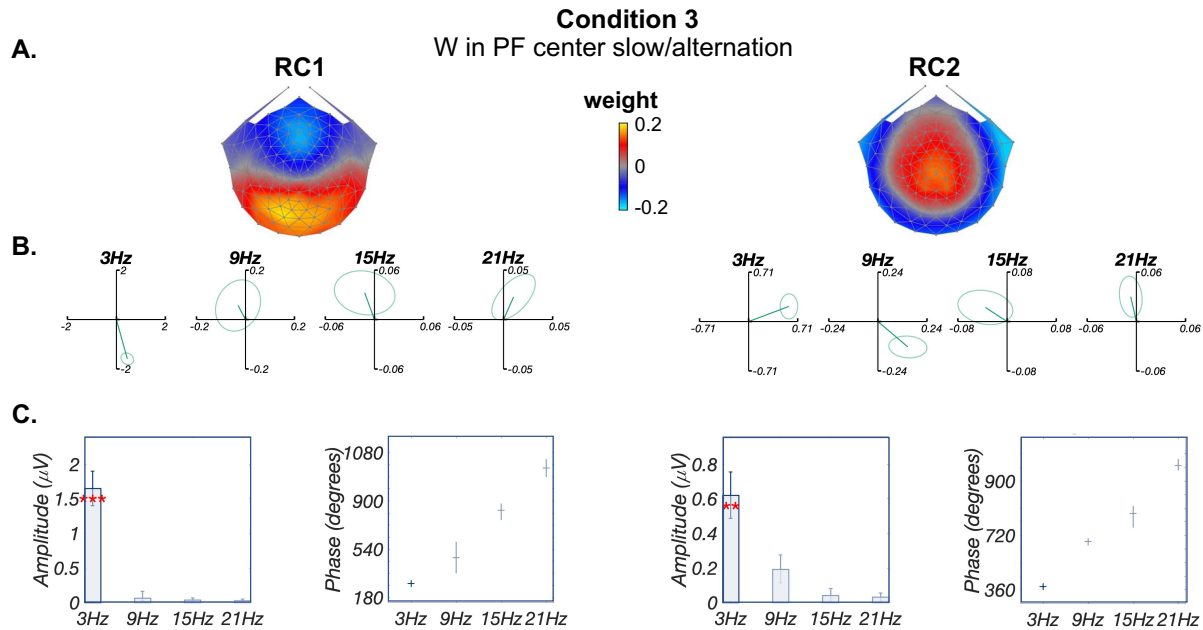 Condition 3
A.
W in PF center slow/alternation
RC1
RC2
weight
0.2
0
-0.2
B.
3Hz
9Hz
15Hz
21Hz
2
0.2
0.06
0.05
-2
2
-0.2
0.2
-0.06
0.06
-0.05
0.05
-2
-0.2
-0.06
-0.05
3Hz
9Hz
15Hz
21Hz
0.71
0.24
0.08
0.06
-0.71
0.71
-0.24
0.24
-0.08
0.08
-0.06
0.06
-0.71
-0.24
-0.08
-0.06
C.
Amplitude (μV)
2
1.5
1
0.5
0
***
3Hz 9Hz 15Hz 21Hz
Phase (degrees)
1080
900
540
180
3Hz 9Hz 15Hz 21Hz
Amplitude (μV)
0.8
0.6
0.4
0.2
0
**
3Hz 9Hz 15Hz 21Hz
Phase (degrees)
900
720
360
3Hz 9Hz 15Hz 21Hz